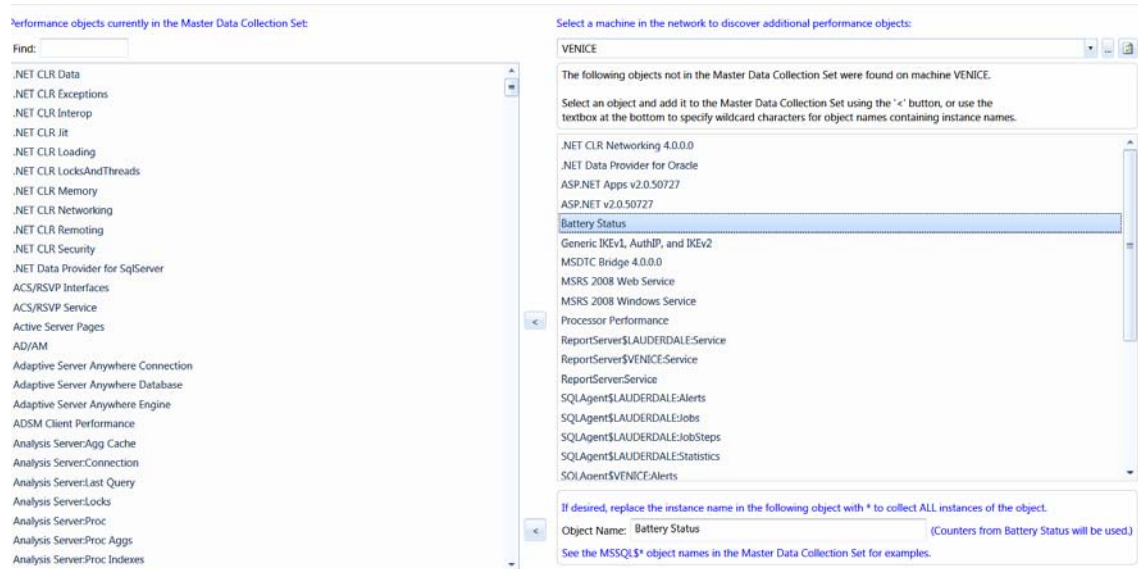 Performance objects currently in the Master Data Collection Set:
Find:
.NET CLR Data
.NET CLR Exceptions
.NET CLR Interop
.NET CLR Jit
.NET CLR Loading
.NET CLR LocksAndThreads
.NET CLR Memory
.NET CLR Networking
.NET CLR Remoting
.NET CLR Security
.NET Data Provider for SqlServer
ACS/RSVP Interfaces
ACS/RSVP Service
Active Server Pages
AD/AM
Adaptive Server Anywhere Connection
Adaptive Server Anywhere Database
Adaptive Server Anywhere Engine
ADSM Client Performance
Analysis Server:Agg Cache
Analysis Server:Connection
Analysis Server:Last Query
Analysis Server:Locks
Analysis Server:Proc
Analysis Server:Proc Aggs
Analysis Server:Proc Indexes
<
<
Select a machine in the network to discover additional performance objects:
VENICE
...
The following objects not in the Master Data Collection Set were found on machine VENICE.
Select an object and add it to the Master Data Collection Set using the '<' button, or use the
textbox at the bottom to specify wildcard characters for object names containing instance names.
.NET CLR Networking 4.0.0.0
.NET Data Provider for Oracle
ASP.NET Apps v2.0.50727
ASP.NET v2.0.50727
Battery Status
Generic IKEv1, AuthIP, and IKEv2
MSDTC Bridge 4.0.0.0
MSRS 2008 Web Service
MSRS 2008 Windows Service
Processor Performance
ReportServer$LAUDERDALE:Service
ReportServer$VENICE:Service
ReportServer:Service
SQLAgent$LAUDERDALE:Alerts
SQLAgent$LAUDERDALE:Jobs
SQLAgent$LAUDERDALE:JobSteps
SQLAgent$LAUDERDALE:Statistics
SQLAgent$VENICE:Alerts
If desired, replace the instance name in the following object with * to collect ALL instances of the object.
Object Name: Battery Status (Counters from Battery Status will be used.)
See the MSSQL$* object names in the Master Data Collection Set for examples.